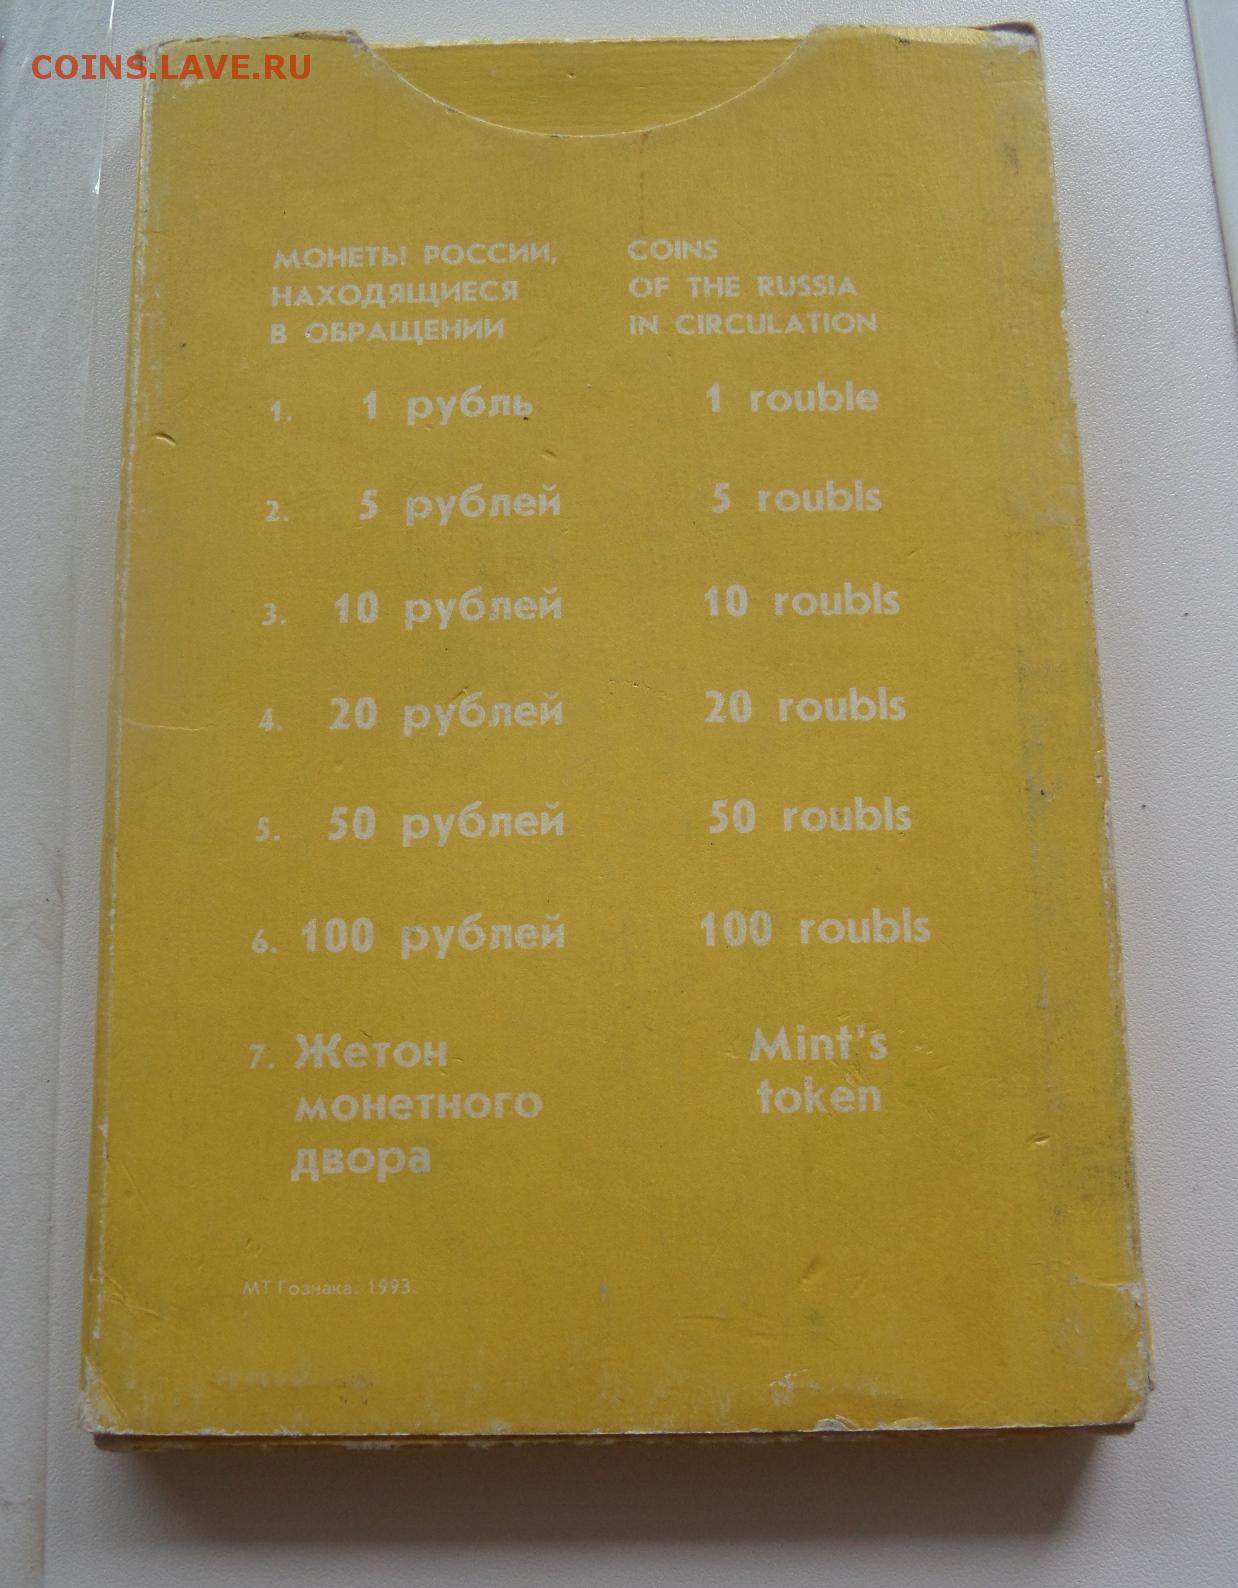 COINS.LAVE.RU
МОНЕТЫ РОССИИ,
НАХОДЯЩИЕСЯ
В ОБРАЩЕНИИ
COINS
OF THE RUSSIA
IN CIRCULATION
1. 1 рубль 1 rouble
2. 5 рублей 5 roubls
3. 10 рублей 10 roubls
4. 20 рублей 20 roubls
5. 50 рублей 50 roubls
6. 100 рублей 100 roubls
7. Жетон
монетного
двора
Mint's
token
МТ Гознака. 1993.